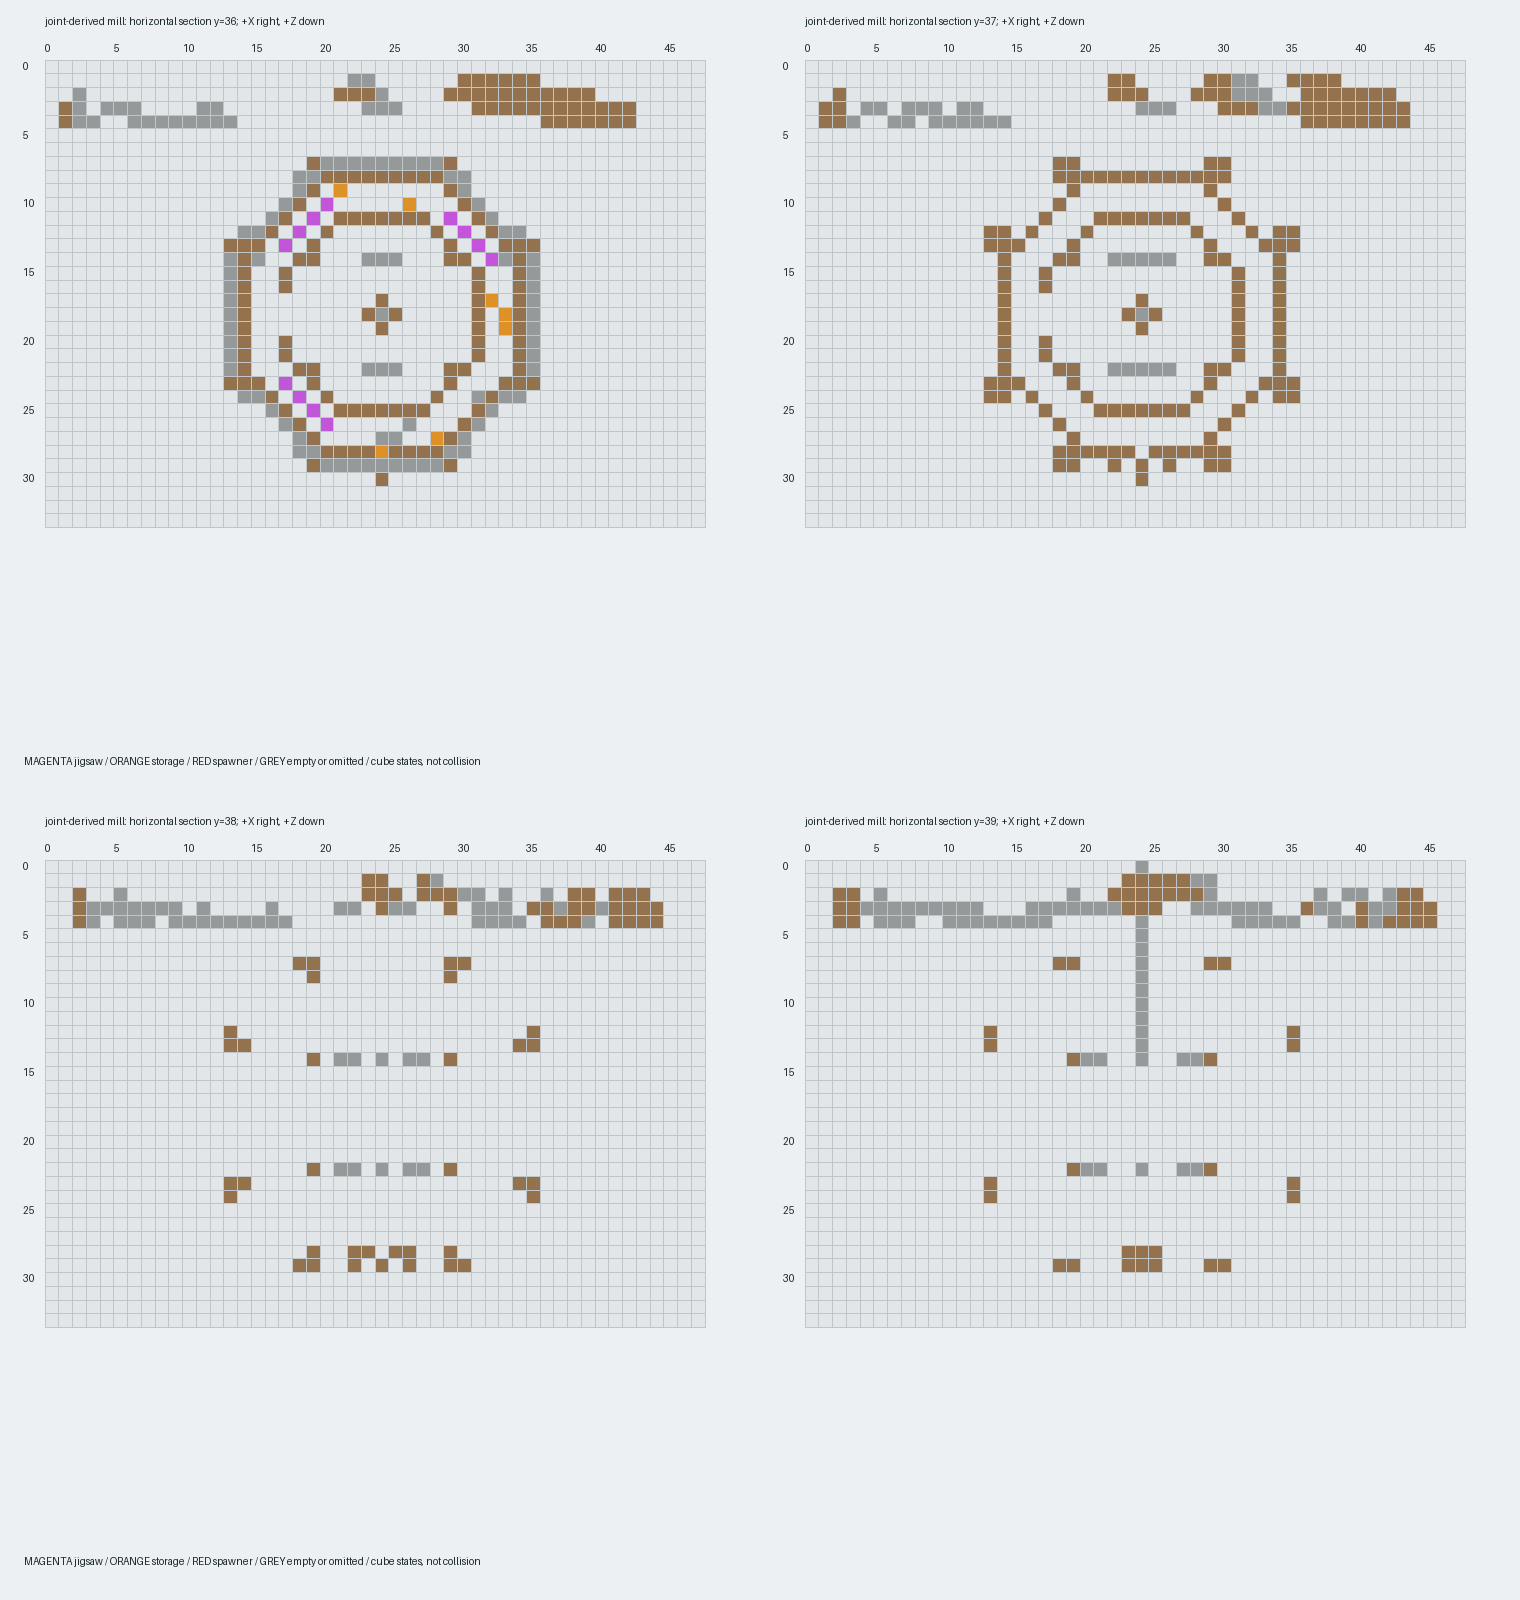 joint-derived mill: horizontal section y=36; +X right, +Z down
joint-derived mill: horizontal section y=37; +X right, +Z down
0 5 10 15 20 25 30 35 40 45
0 5 10 15 20 25 30 35 40 45
0
0
5
5
10
10
15
15
20
20
25
25
30
30
MAGENTA jigsaw / ORANGE storage / RED spawner / GREY empty or omitted / cube states, not collision
joint-derived mill: horizontal section y=38; +X right, +Z down
joint-derived mill: horizontal section y=39; +X right, +Z down
0 5 10 15 20 25 30 35 40 45
0 5 10 15 20 25 30 35 40 45
0
0
5
5
10
10
15
15
20
20
25
25
30
30
MAGENTA jigsaw / ORANGE storage / RED spawner / GREY empty or omitted / cube states, not collision